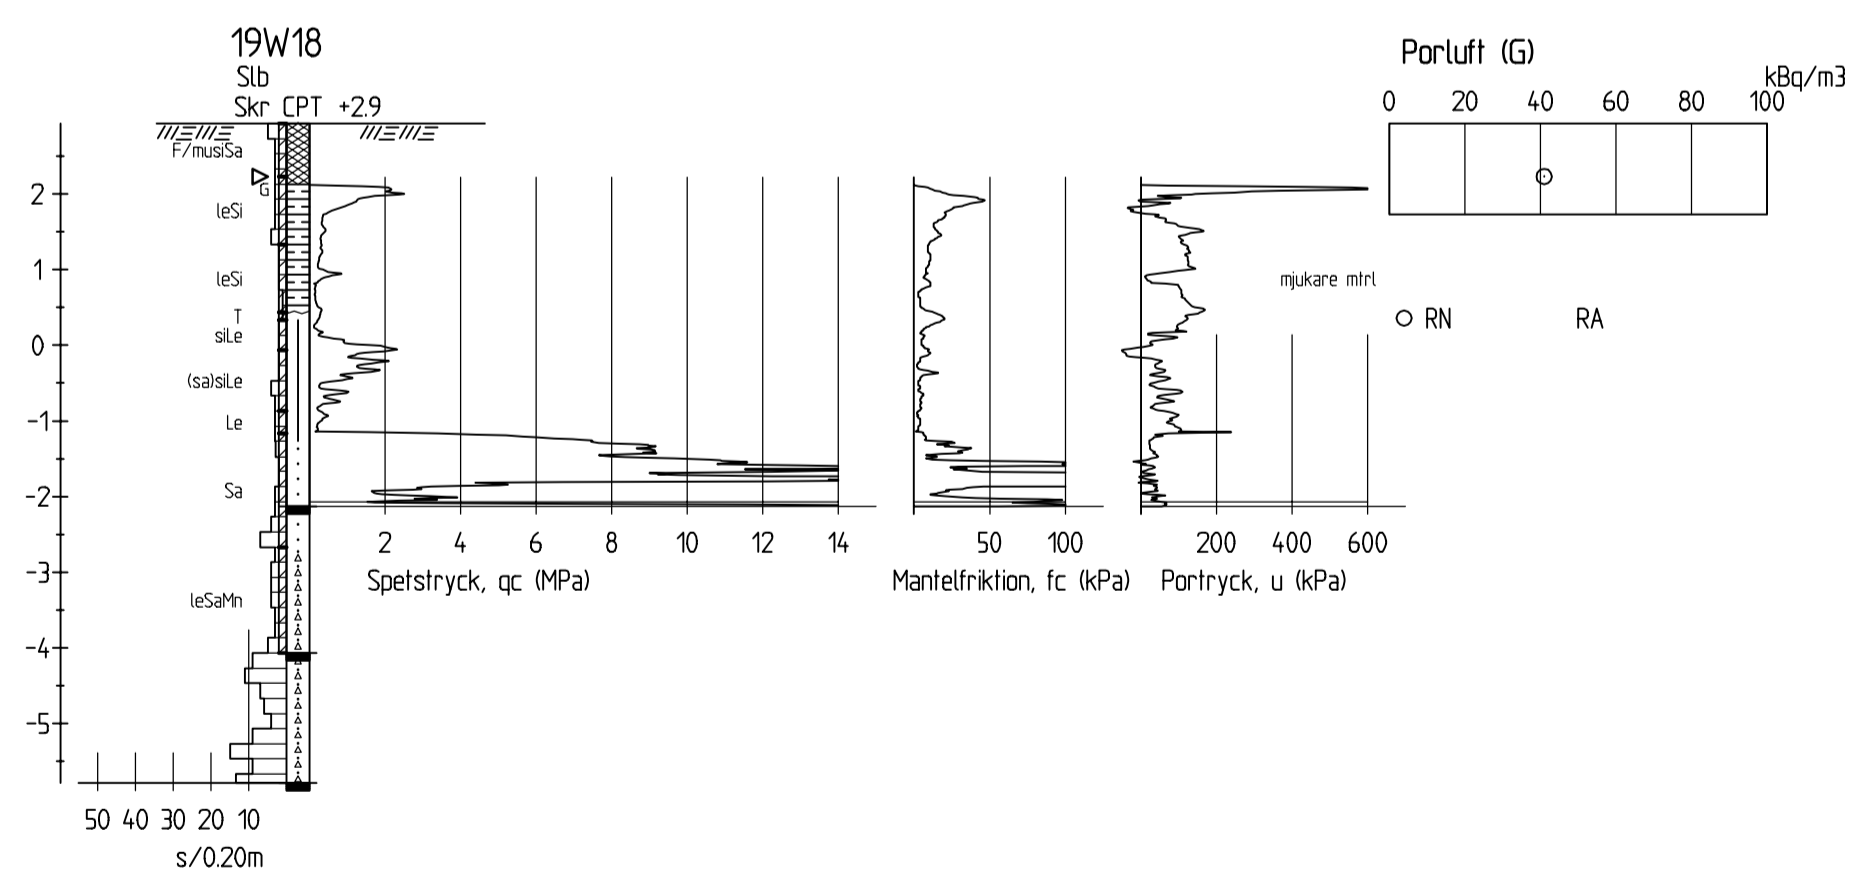 19W18
Slb
Skr CPT +2.9
F/musiSa
G
leSi
leSi
T
siLe
(sa)siLe
Le
Sa
leSaMn
2
1
0
-1
-2
-3
-4
-5
50 40 30 20 10
s/0.20m
2 4 6 8 10 12 14
Spetstryck, qc (MPa)
50 100
Mantelfriktion, fc (kPa)
200 400 600
Portryck, u (kPa)
Porluft (G)
kBq/m3
0 20 40 60 80 100
mjukare mtrl
RN RA